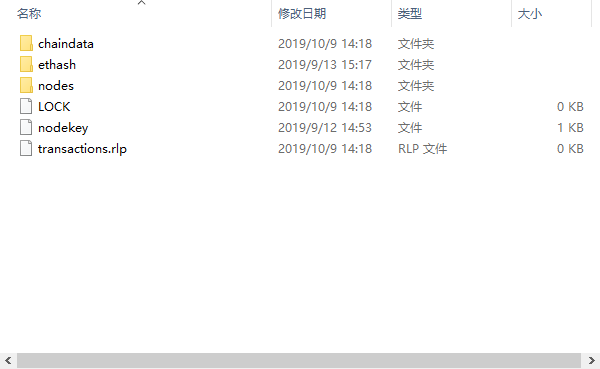 名称 修改日期 类型 大小
chaindata 2019/10/9 14:18 文件夹
ethash 2019/9/13 15:17 文件夹
nodes 2019/10/9 14:18 文件夹
LOCK 2019/10/9 14:18 文件 0 KB
nodekey 2019/9/12 14:53 文件 1 KB
transactions.rlp 2019/10/9 14:18 RLP 文件 0 KB